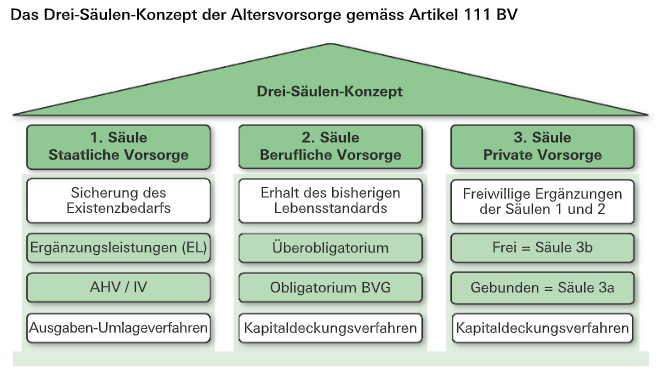 Das Drei-Säulen-Konzept der Altersvorsorge gemäss Artikel 111 BV
Drei-Säulen-Konzept
1. Säule
Staatliche Vorsorge
Sicherung des
Existenzbedarfs
Ergänzungsleistungen (EL)
AHV / IV
Ausgaben-Umlageverfahren
2. Säule
Berufliche Vorsorge
Erhalt des bisherigen
Lebensstandards
Überobligatorium
Obligatorium BVG
Kapitaldeckungsverfahren
3. Säule
Private Vorsorge
Freiwillige Ergänzungen
der Säulen 1 und 2
Frei = Säule 3b
Gebunden = Säule 3a
Kapitaldeckungsverfahren